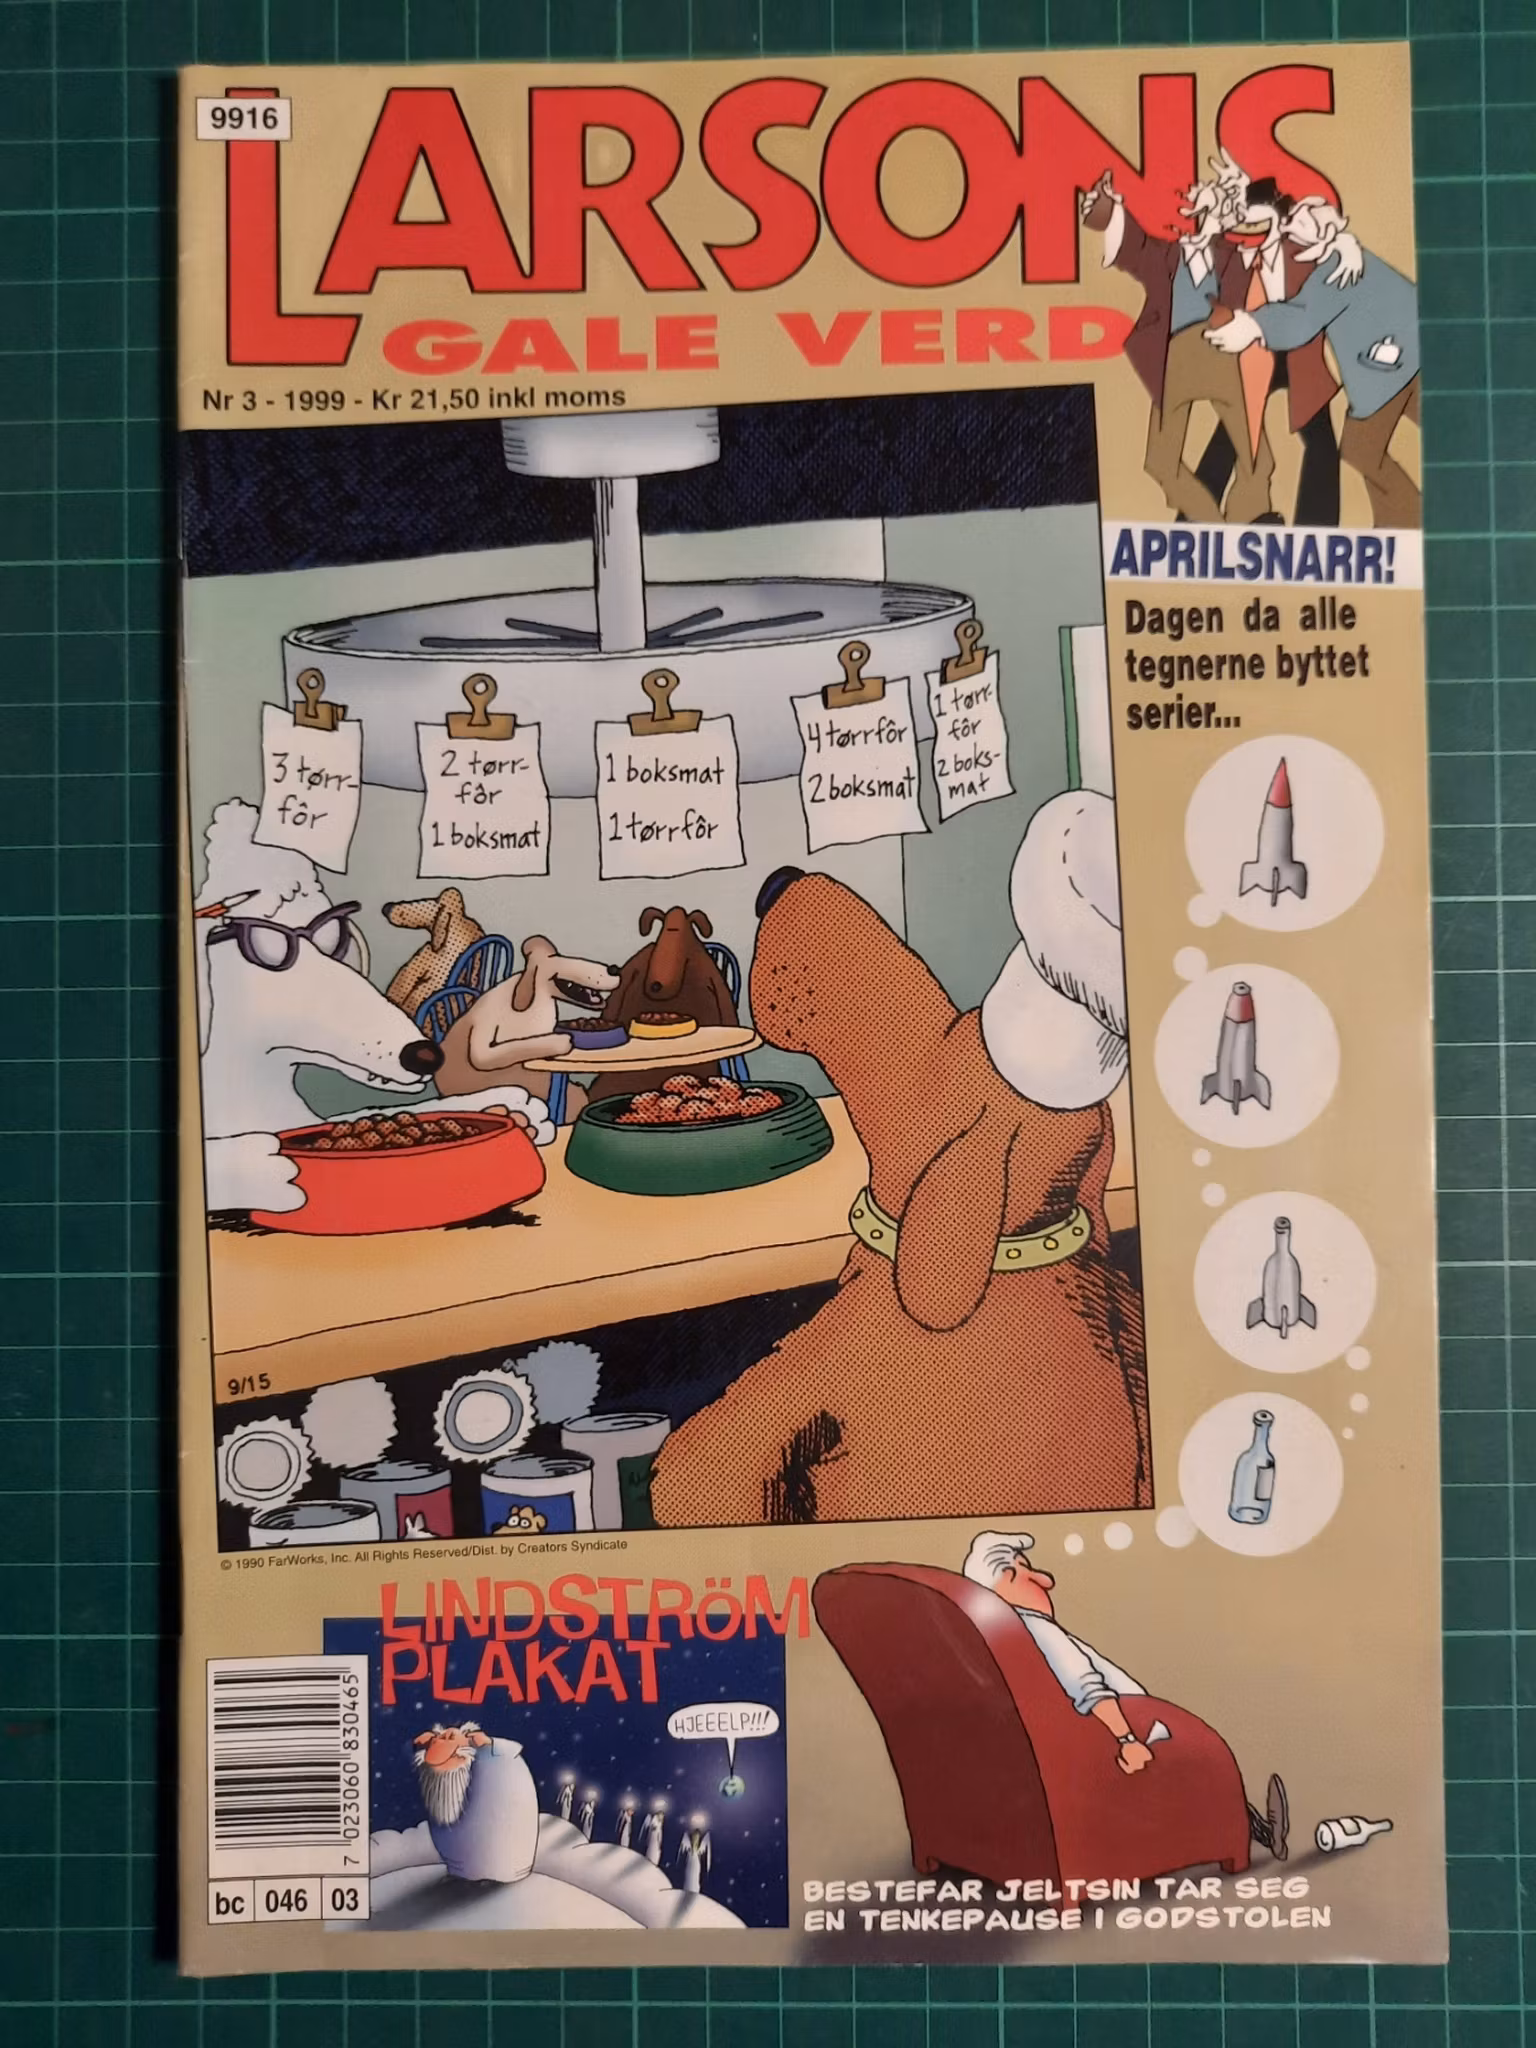 9916
LARSONS
GALE VERD
Nr 3 - 1999 - Kr 21,50 inkl moms
APRILSNARR!
Dagen da alle
tegnerne byttet
serier...
3 tørr-
fôr
2 tørr-
fôr
1 boksmat
1 boksmat
1 tørrfôr
4 tørrfôr
2 boksmat
1 tørr-
fôr
2 boks-
mat
9/15
© 1990 FarWorks, Inc. All Rights Reserved/Dist. by Creators Syndicate
LINDSTRÖM
PLAKAT
HJEEELP!!!
7 023060 830465
bc 046 03
BESTEFAR JELTSIN TAR SEG
EN TENKEPAUSE I GODSTOLEN